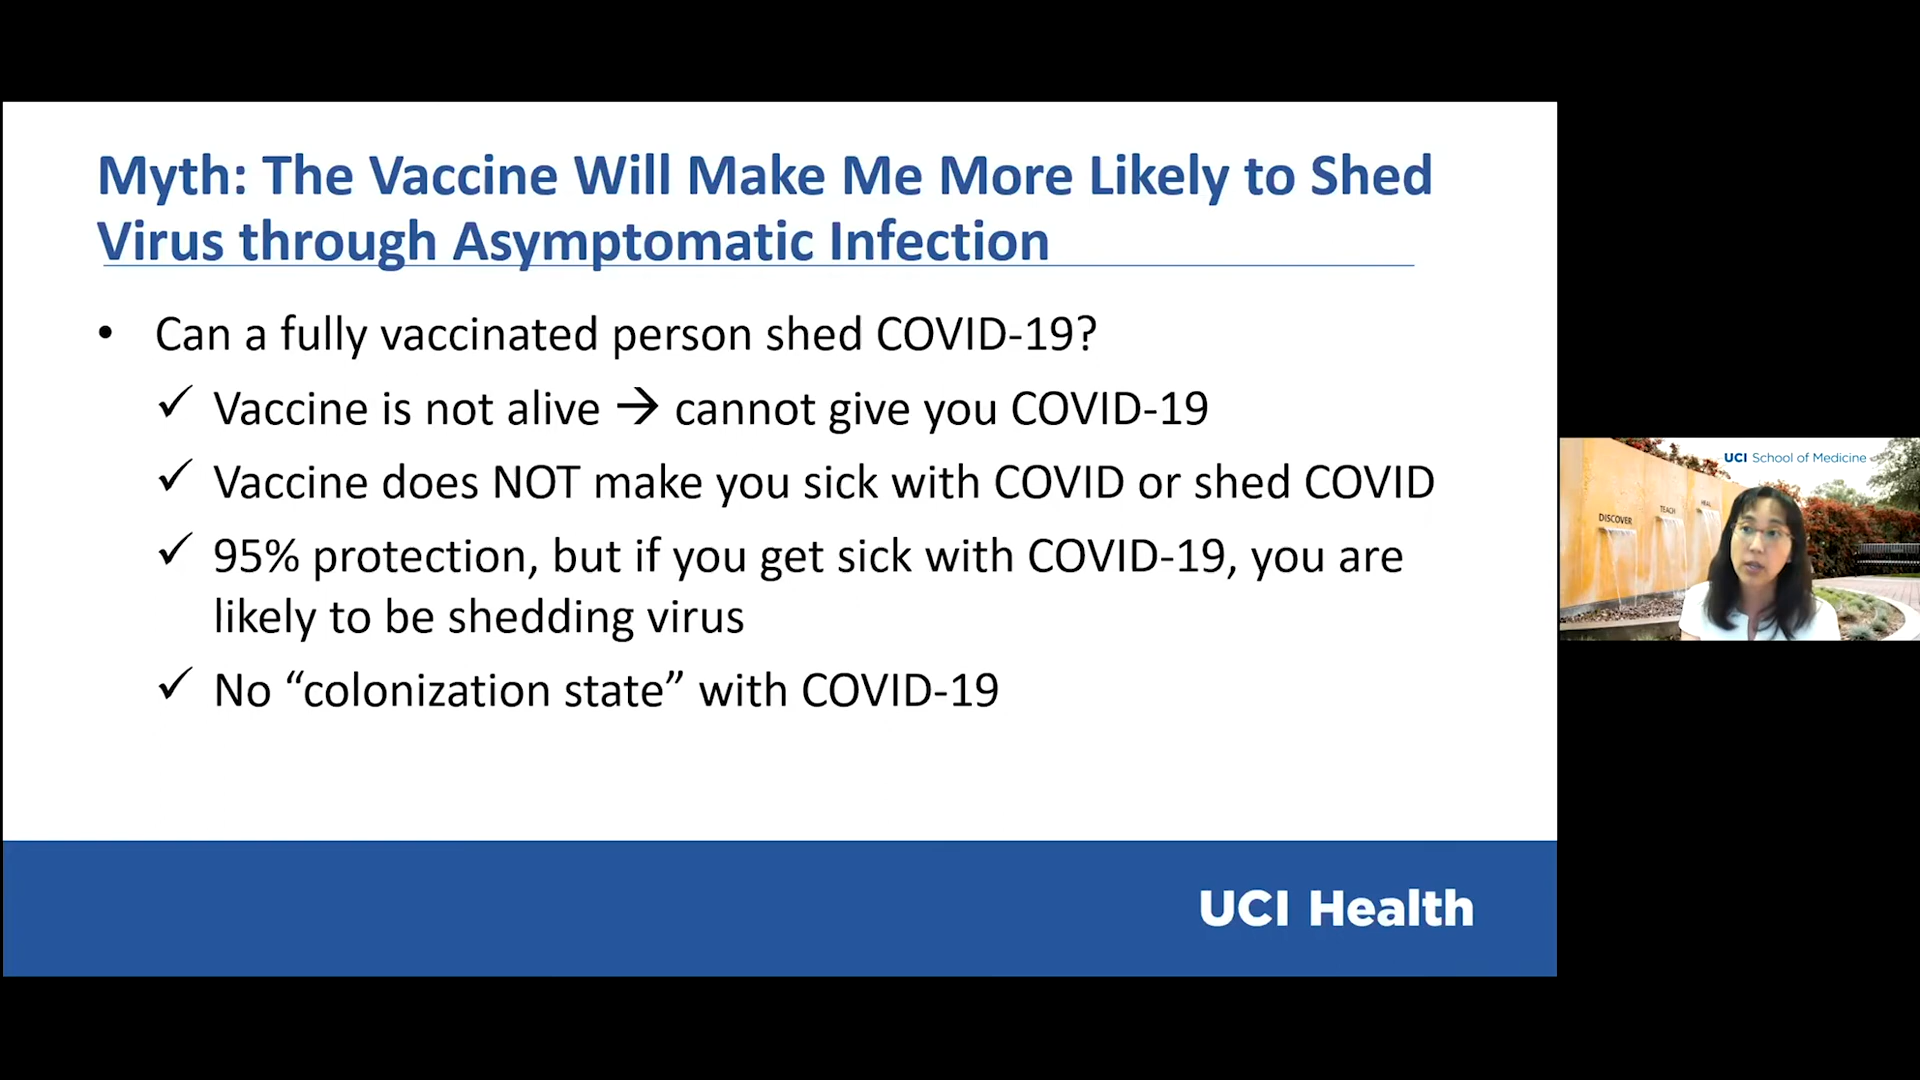 Myth: The Vaccine Will Make Me More Likely to Shed
Virus through Asymptomatic Infection
• Can a fully vaccinated person shed COVID-19?
✓ Vaccine is not alive → cannot give you COVID-19
✓ Vaccine does NOT make you sick with COVID or shed COVID
✓ 95% protection, but if you get sick with COVID-19, you are
likely to be shedding virus
✓ No “colonization state” with COVID-19
UCI Health
UCI School of Medicine
DISCOVER
TEACH
HEAL